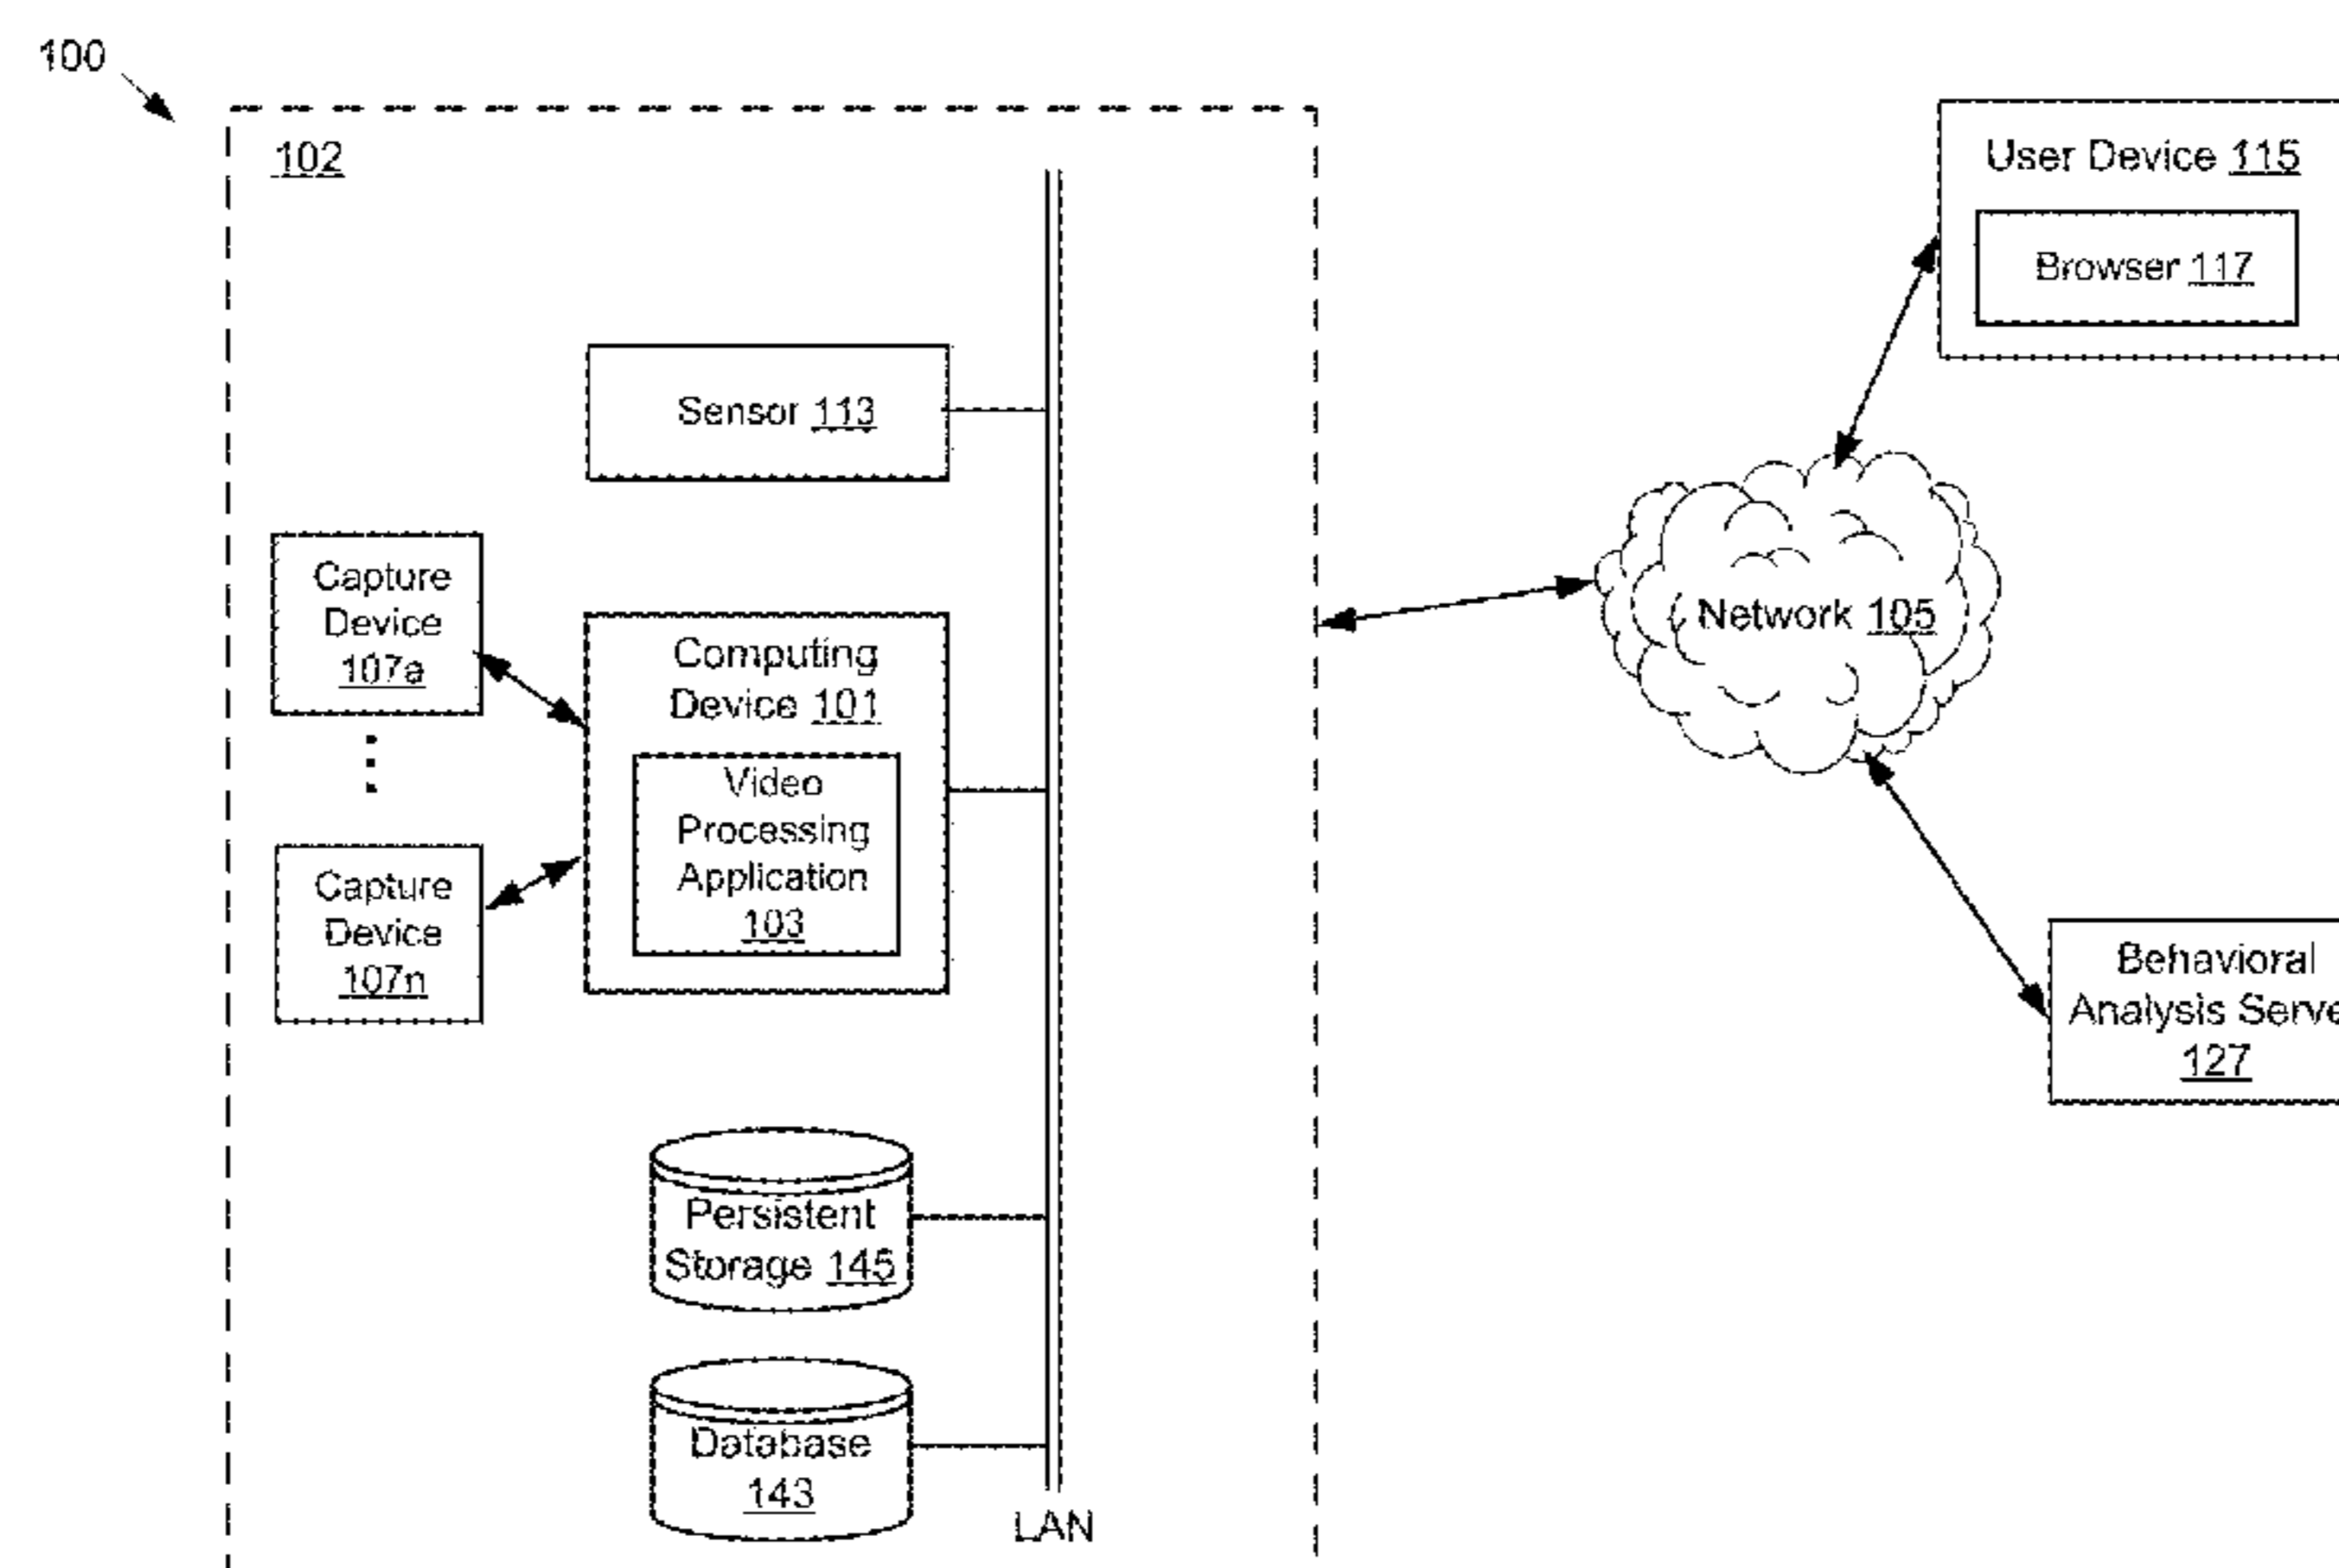 100
102
User Device 115
Browser 117
Sensor 113
Capture
Device
107a
Computing
Device 101
Video
Processing
Application
103
Capture
Device
107n
Network 105
Behavioral
Analysis Serve
127
Persistent
Storage 145
Database
143
LAN